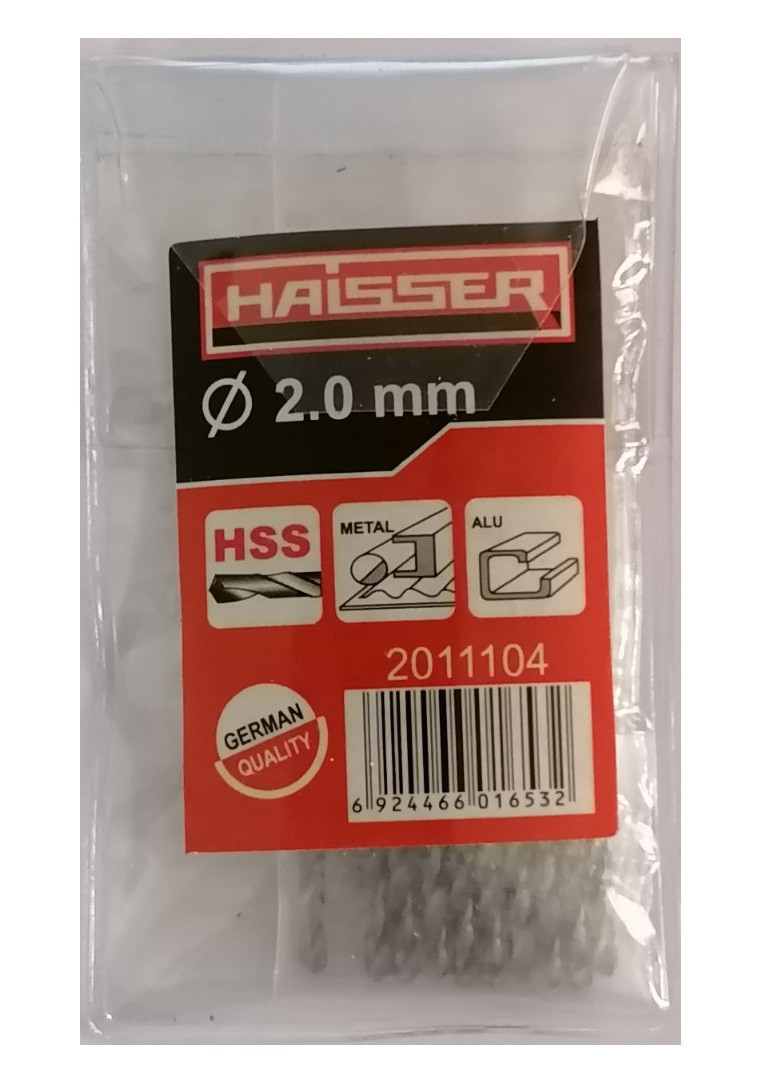 HAISSER
Ø 2.0 mm
HSS
METAL
ALU
2011104
GERMAN
QUALITY
6 924466 016532